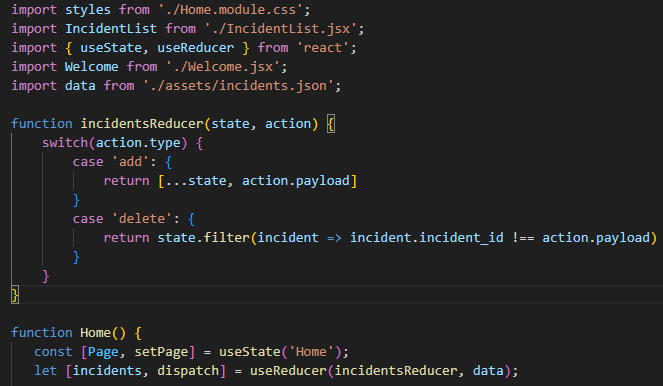 import styles from './Home.module.css';
import IncidentList from './IncidentList.jsx';
import { useState, useReducer } from 'react';
import Welcome from './Welcome.jsx';
import data from './assets/incidents.json';

function incidentsReducer(state, action) {
    switch(action.type) {
        case 'add': {
            return [...state, action.payload]
        }
        case 'delete': {
            return state.filter(incident => incident.incident_id !== action.payload)
        }
    }
}

function Home() {
   const [Page, setPage] = useState('Home');
   let [incidents, dispatch] = useReducer(incidentsReducer, data);